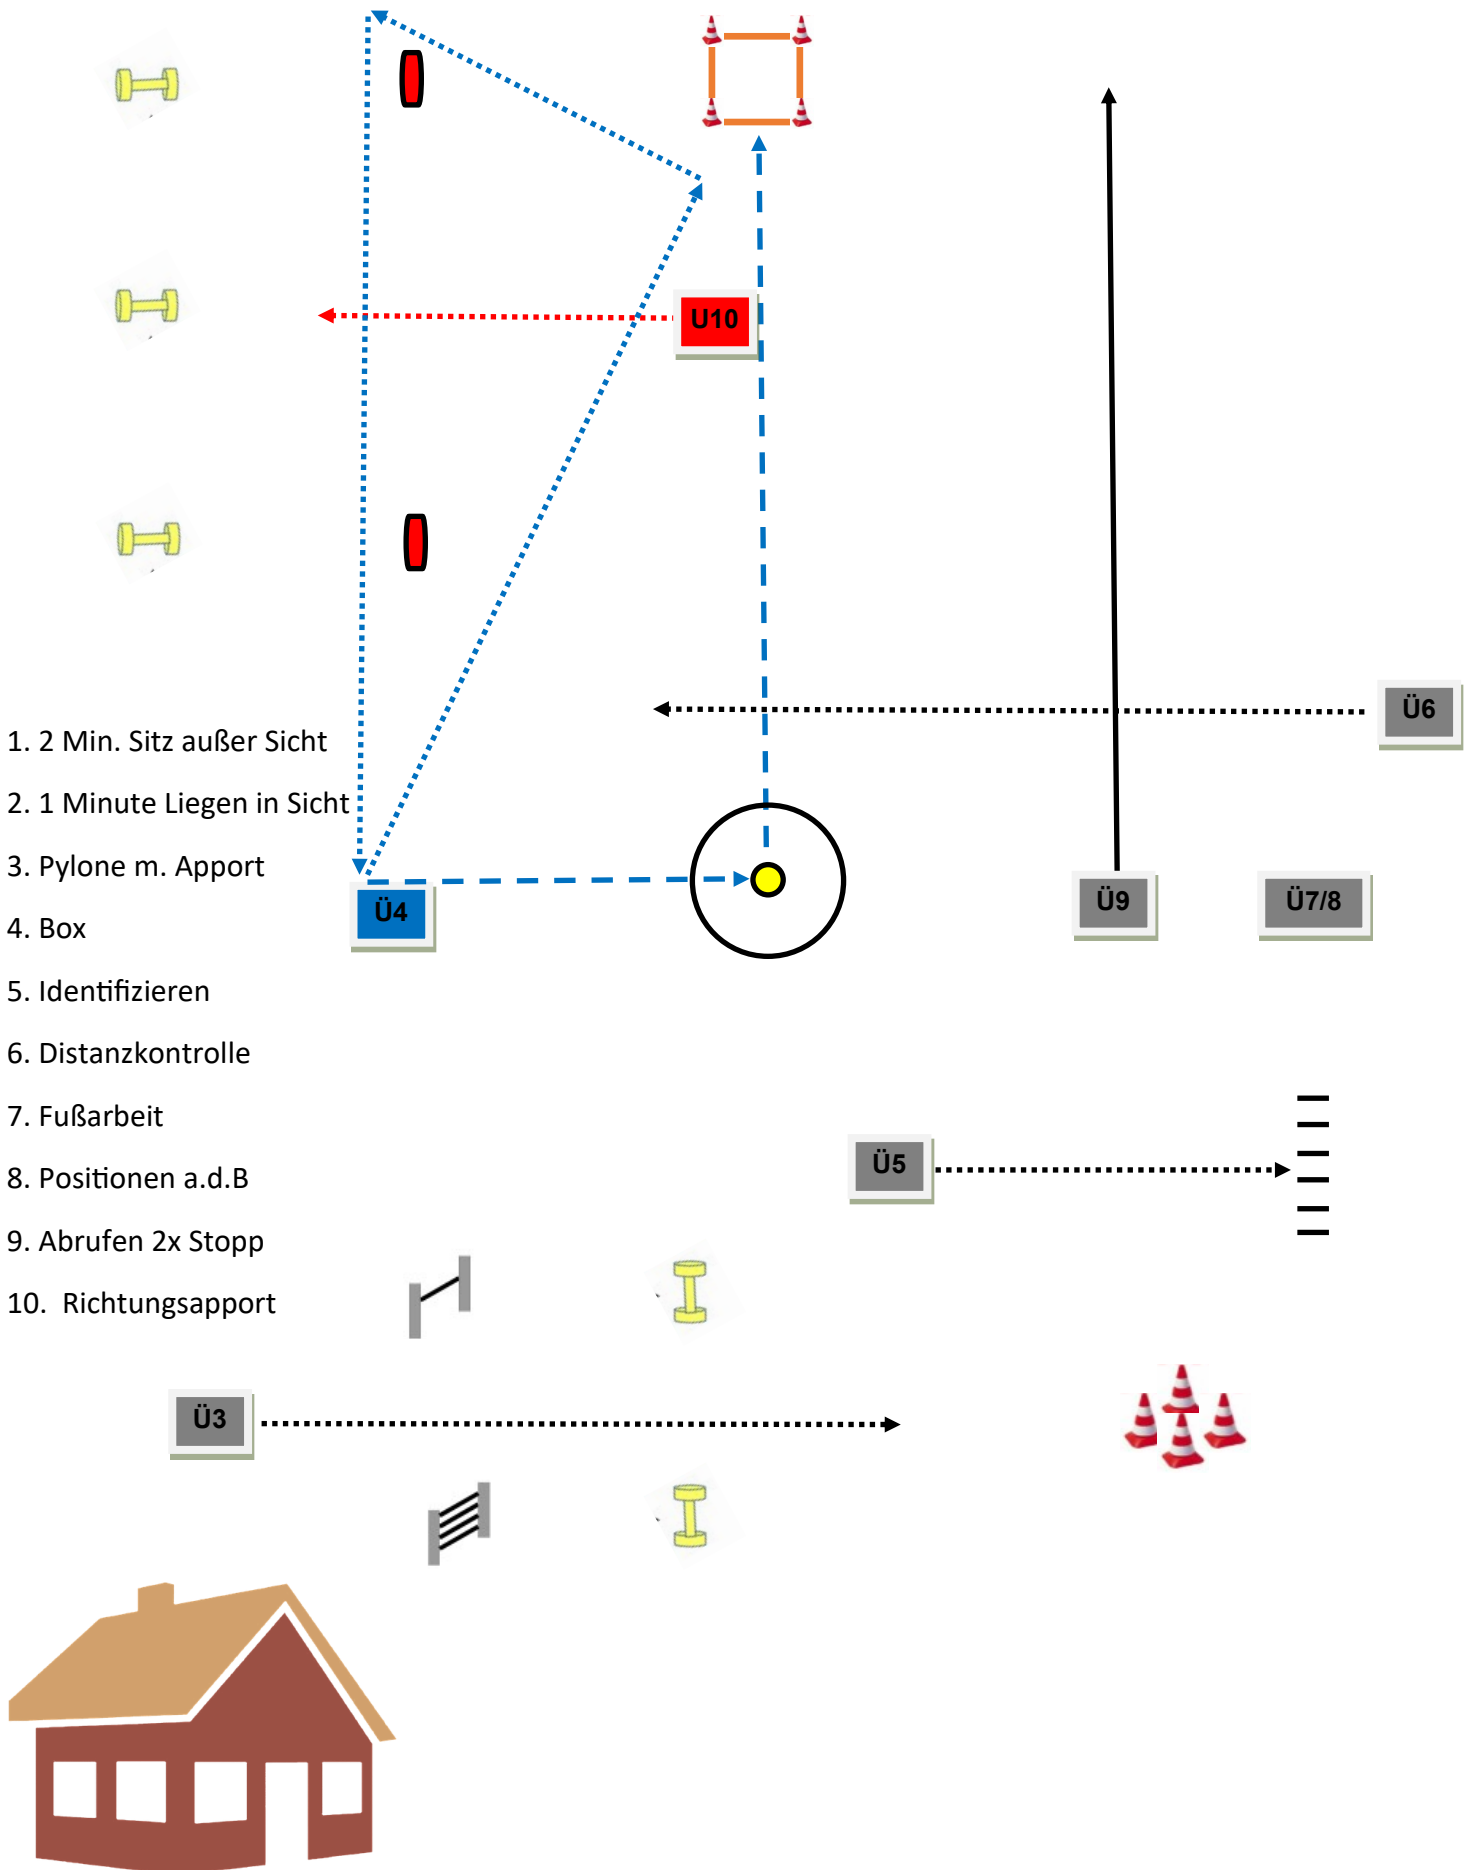 U10
Ü6
1. 2 Min. Sitz außer Sicht
2. 1 Minute Liegen in Sicht
3. Pylone m. Apport
4. Box
5. Identifizieren
6. Distanzkontrolle
7. Fußarbeit
8. Positionen a.d.B
9. Abrufen 2x Stopp
10. Richtungsapport
Ü4
Ü9
Ü7/8
Ü5
Ü3